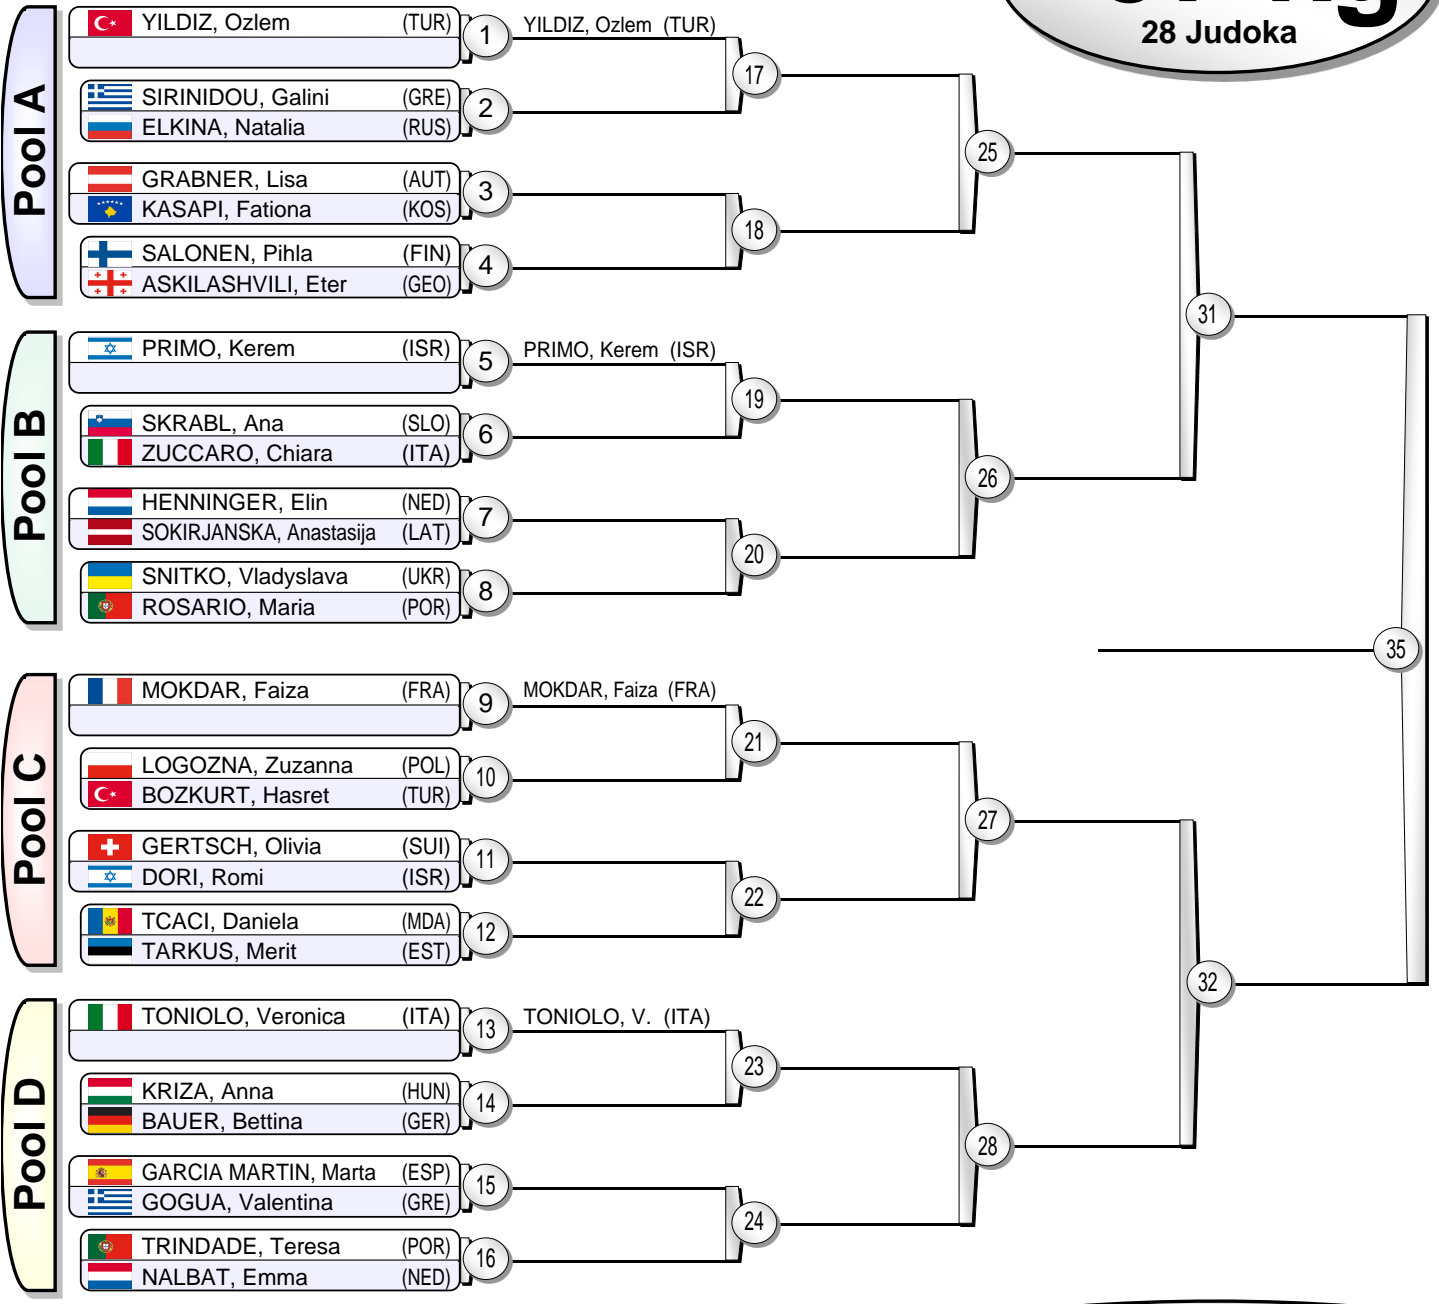 28 Judoka
Pool A
YILDIZ, Ozlem (TUR) 1 YILDIZ, Ozlem (TUR)
17
SIRINIDOU, Galini (GRE)
2
ELKINA, Natalia (RUS)
25
GRABNER, Lisa (AUT)
3
KASAPI, Fationa (KOS)
18
SALONEN, Pihla (FIN)
4
ASKILASHVILI, Eter (GEO)
31
Pool B
PRIMO, Kerem (ISR) 5 PRIMO, Kerem (ISR)
19
SKRABL, Ana (SLO)
6
ZUCCARO, Chiara (ITA)
26
HENNINGER, Elin (NED)
7
SOKIRJANSKA, Anastasija (LAT)
20
SNITKO, Vladyslava (UKR)
8
ROSARIO, Maria (POR)
35
Pool C
MOKDAR, Faiza (FRA) 9 MOKDAR, Faiza (FRA)
21
LOGOZNA, Zuzanna (POL)
10
BOZKURT, Hasret (TUR)
27
GERTSCH, Olivia (SUI)
11
DORI, Romi (ISR)
22
TCACI, Daniela (MDA)
12
TARKUS, Merit (EST)
32
Pool D
TONIOLO, Veronica (ITA) 13 TONIOLO, V. (ITA)
23
KRIZA, Anna (HUN)
14
BAUER, Bettina (GER)
28
GARCIA MARTIN, Marta (ESP)
15
GOGUA, Valentina (GRE)
24
TRINDADE, Teresa (POR)
16
NALBAT, Emma (NED)